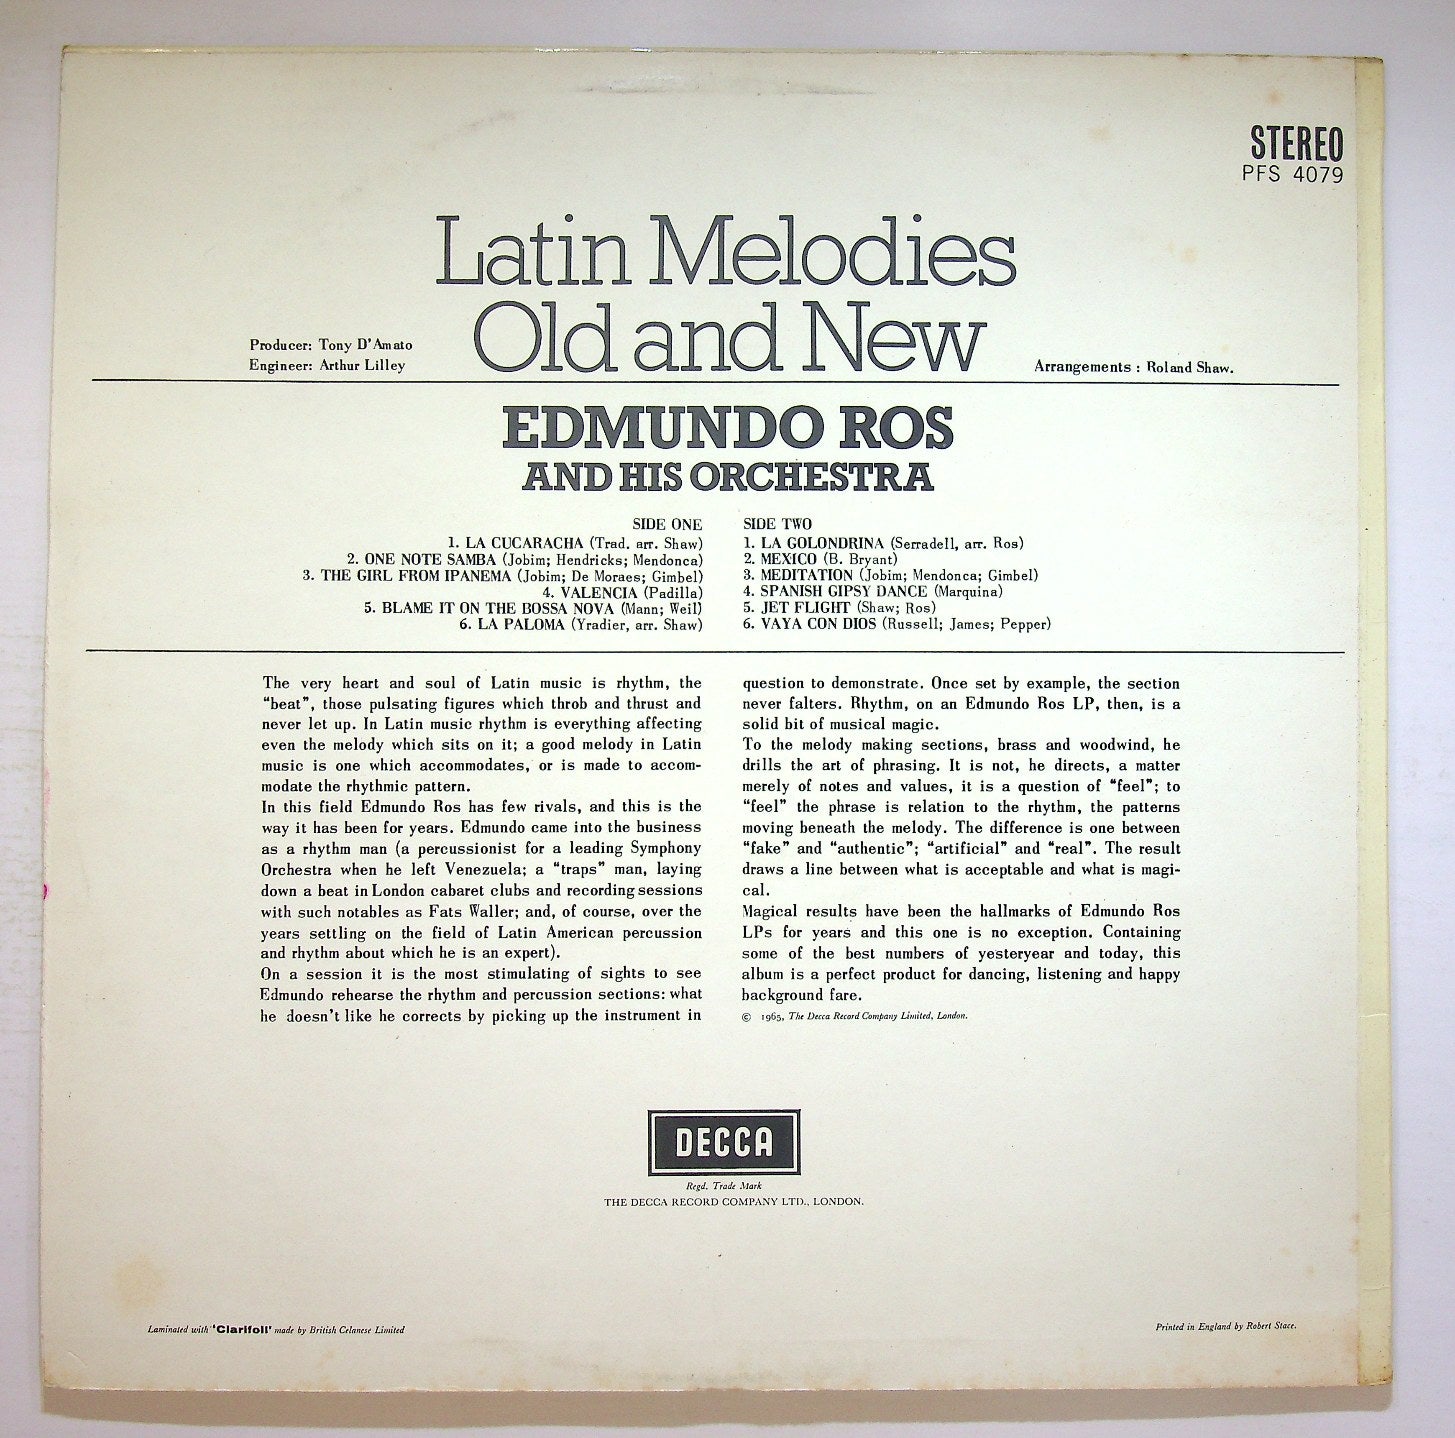 STEREO
PFS 4079
Latin Melodies
Old and New
Producer: Tony D'Amato
Engineer: Arthur Lilley
Arrangements : Roland Shaw.
EDMUNDO ROS
AND HIS ORCHESTRA
SIDE ONE
1. LA CUCARACHA (Trad. arr. Shaw)
2. ONE NOTE SAMBA (Jobim; Hendricks; Mendonca)
3. THE GIRL FROM IPANEMA (Jobim; De Moraes; Gimbel)
4. VALENCIA (Padilla)
5. BLAME IT ON THE BOSSA NOVA (Mann; Weil)
6. LA PALOMA (Yradier, arr. Shaw)
SIDE TWO
1. LA GOLONDRINA (Serradell, arr. Ros)
2. MEXICO (B. Bryant)
3. MEDITATION (Jobim; Mendonca; Gimbel)
4. SPANISH GIPSY DANCE (Marquina)
5. JET FLIGHT (Shaw; Ros)
6. VAYA CON DIOS (Russell; James; Pepper)
The very heart and soul of Latin music is rhythm, the
“beat”, those pulsating figures which throb and thrust and
never let up. In Latin music rhythm is everything affecting
even the melody which sits on it; a good melody in Latin
music is one which accommodates, or is made to accom-
modate the rhythmic pattern.
In this field Edmundo Ros has few rivals, and this is the
way it has been for years. Edmundo came into the business
as a rhythm man (a percussionist for a leading Symphony
Orchestra when he left Venezuela; a “traps” man, laying
down a beat in London cabaret clubs and recording sessions
with such notables as Fats Waller; and, of course, over the
years settling on the field of Latin American percussion
and rhythm about which he is an expert).
On a session it is the most stimulating of sights to see
Edmundo rehearse the rhythm and percussion sections: what
he doesn't like he corrects by picking up the instrument in
question to demonstrate. Once set by example, the section
never falters. Rhythm, on an Edmundo Ros LP, then, is a
solid bit of musical magic.
To the melody making sections, brass and woodwind, he
drills the art of phrasing. It is not, he directs, a matter
merely of notes and values, it is a question of “feel”; to
“feel” the phrase is relation to the rhythm, the patterns
moving beneath the melody. The difference is one between
“fake” and “authentic”; “artificial” and “real”. The result
draws a line between what is acceptable and what is magi-
cal.
Magical results have been the hallmarks of Edmundo Ros
LPs for years and this one is no exception. Containing
some of the best numbers of yesteryear and today, this
album is a perfect product for dancing, listening and happy
background fare.
© 1965, The Decca Record Company Limited, London.
DECCA
Regd. Trade Mark
THE DECCA RECORD COMPANY LTD., LONDON.
Laminated with 'Clarifoil' made by British Celanese Limited
Printed in England by Robert Stace.